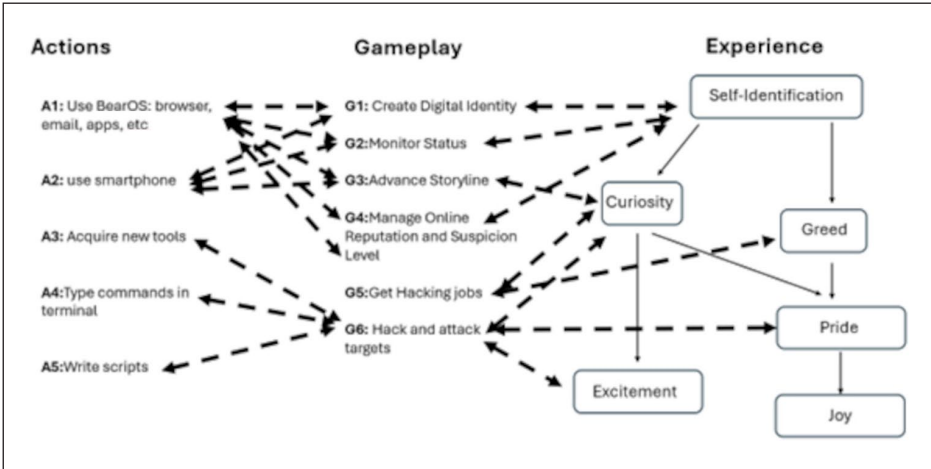 Actions
Gameplay
Experience
A1: Use BearOS: browser,
email, apps, etc
A2: use smartphone
A3: Acquire new tools
A4:Type commands in
terminal
A5:Write scripts
G1: Create Digital Identity
G2:Monitor Status
G3:Advance Storyline
G4:Manage Online
Reputation and Suspicion
Level
G5:Get Hacking jobs
G6: Hack and attack
targets
Self-Identification
Curiosity
Greed
Pride
Excitement
Joy